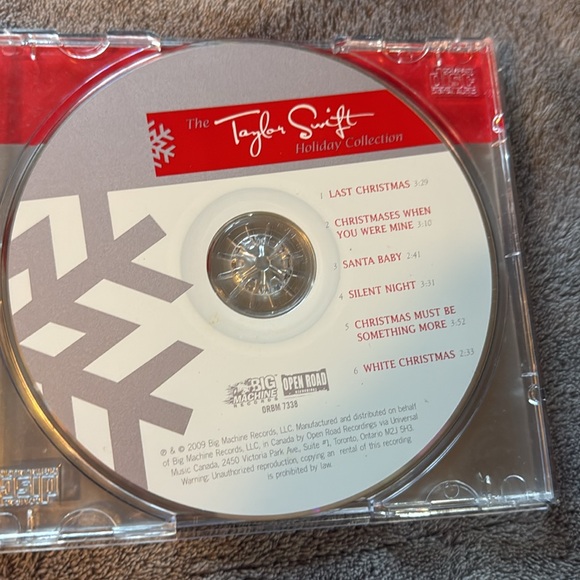 The Taylor Swift
Holiday Collection
1 LAST CHRISTMAS 3:29
2 CHRISTMASES WHEN
YOU WERE MINE 3:10
3 SANTA BABY 2:41
4 SILENT NIGHT 3:31
5 CHRISTMAS MUST BE
SOMETHING MORE 3:52
6 WHITE CHRISTMAS 2:33
BIG MACHINE RECORDS
OPEN ROAD RECORDINGS
ORBM 7338
℗ & © 2009 Big Machine Records, LLC. Manufactured and distributed on behalf
of Big Machine Records, LLC, in Canada by Open Road Recordings via Universal
Music Canada, 2450 Victoria Park Ave., Suite #1, Toronto, Ontario M2J 5H3.
Warning: Unauthorized reproduction, copying an rental of this recording
is prohibited by law.